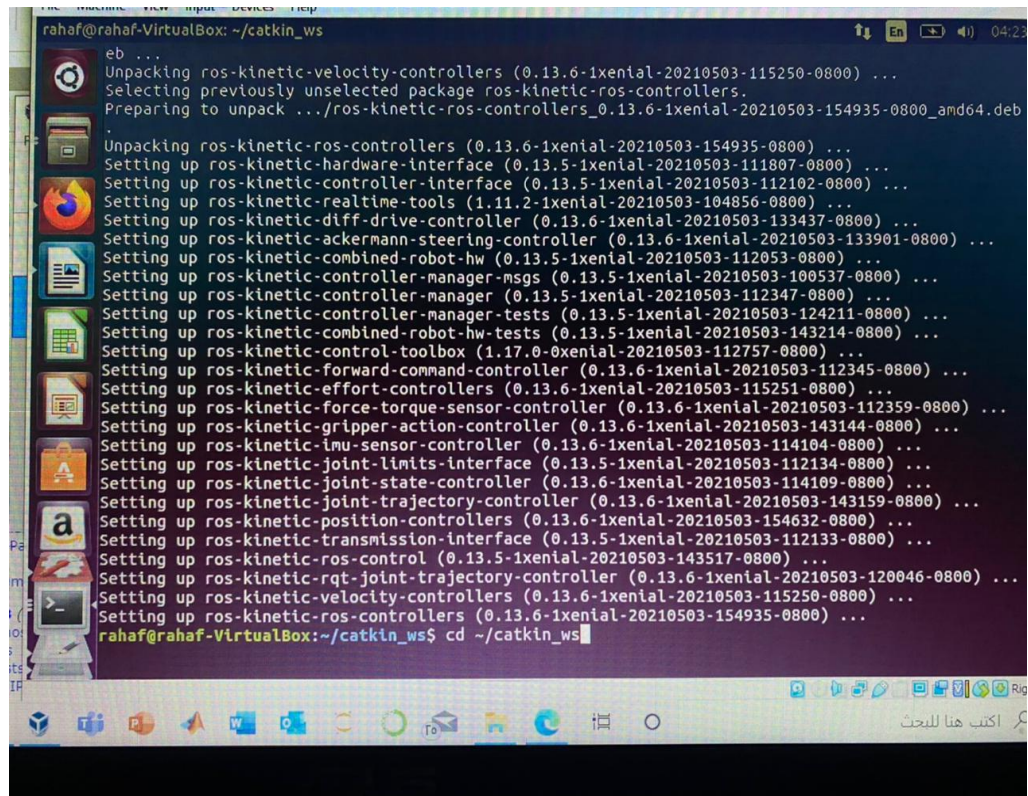 Machine View Input Devices Help
rahaf@rahaf-VirtualBox: ~/catkin_ws
En
04:23
eb ...
Unpacking ros-kinetic-velocity-controllers (0.13.6-1xenial-20210503-115250-0800) ...
Selecting previously unselected package ros-kinetic-ros-controllers.
Preparing to unpack .../ros-kinetic-ros-controllers_0.13.6-1xenial-20210503-154935-0800_amd64.deb
.
Unpacking ros-kinetic-ros-controllers (0.13.6-1xenial-20210503-154935-0800) ...
Setting up ros-kinetic-hardware-interface (0.13.5-1xenial-20210503-111807-0800) ...
Setting up ros-kinetic-controller-interface (0.13.5-1xenial-20210503-112102-0800) ...
Setting up ros-kinetic-realtime-tools (1.11.2-1xenial-20210503-104856-0800) ...
Setting up ros-kinetic-diff-drive-controller (0.13.6-1xenial-20210503-133437-0800) ...
Setting up ros-kinetic-ackermann-steering-controller (0.13.6-1xenial-20210503-133901-0800) ...
Setting up ros-kinetic-combined-robot-hw (0.13.5-1xenial-20210503-112053-0800) ...
Setting up ros-kinetic-controller-manager-msgs (0.13.5-1xenial-20210503-100537-0800) ...
Setting up ros-kinetic-controller-manager (0.13.5-1xenial-20210503-112347-0800) ...
Setting up ros-kinetic-controller-manager-tests (0.13.5-1xenial-20210503-124211-0800) ...
Setting up ros-kinetic-combined-robot-hw-tests (0.13.5-1xenial-20210503-143214-0800) ...
Setting up ros-kinetic-control-toolbox (1.17.0-0xenial-20210503-112757-0800) ...
Setting up ros-kinetic-forward-command-controller (0.13.6-1xenial-20210503-112345-0800) ...
Setting up ros-kinetic-effort-controllers (0.13.6-1xenial-20210503-115251-0800) ...
Setting up ros-kinetic-force-torque-sensor-controller (0.13.6-1xenial-20210503-112359-0800) ...
Setting up ros-kinetic-gripper-action-controller (0.13.6-1xenial-20210503-143144-0800) ...
Setting up ros-kinetic-imu-sensor-controller (0.13.6-1xenial-20210503-114104-0800) ...
Setting up ros-kinetic-joint-limits-interface (0.13.5-1xenial-20210503-112134-0800) ...
Setting up ros-kinetic-joint-state-controller (0.13.6-1xenial-20210503-114109-0800) ...
Setting up ros-kinetic-joint-trajectory-controller (0.13.6-1xenial-20210503-143159-0800) ...
Setting up ros-kinetic-position-controllers (0.13.6-1xenial-20210503-154632-0800) ...
Setting up ros-kinetic-transmission-interface (0.13.5-1xenial-20210503-112133-0800) ...
Setting up ros-kinetic-ros-control (0.13.5-1xenial-20210503-143517-0800) ...
Setting up ros-kinetic-rqt-joint-trajectory-controller (0.13.6-1xenial-20210503-120046-0800) ...
Setting up ros-kinetic-velocity-controllers (0.13.6-1xenial-20210503-115250-0800) ...
Setting up ros-kinetic-ros-controllers (0.13.6-1xenial-20210503-154935-0800) ...
rahaf@rahaf-VirtualBox:~/catkin_ws$ cd ~/catkin_ws
اكتب هنا للبحث